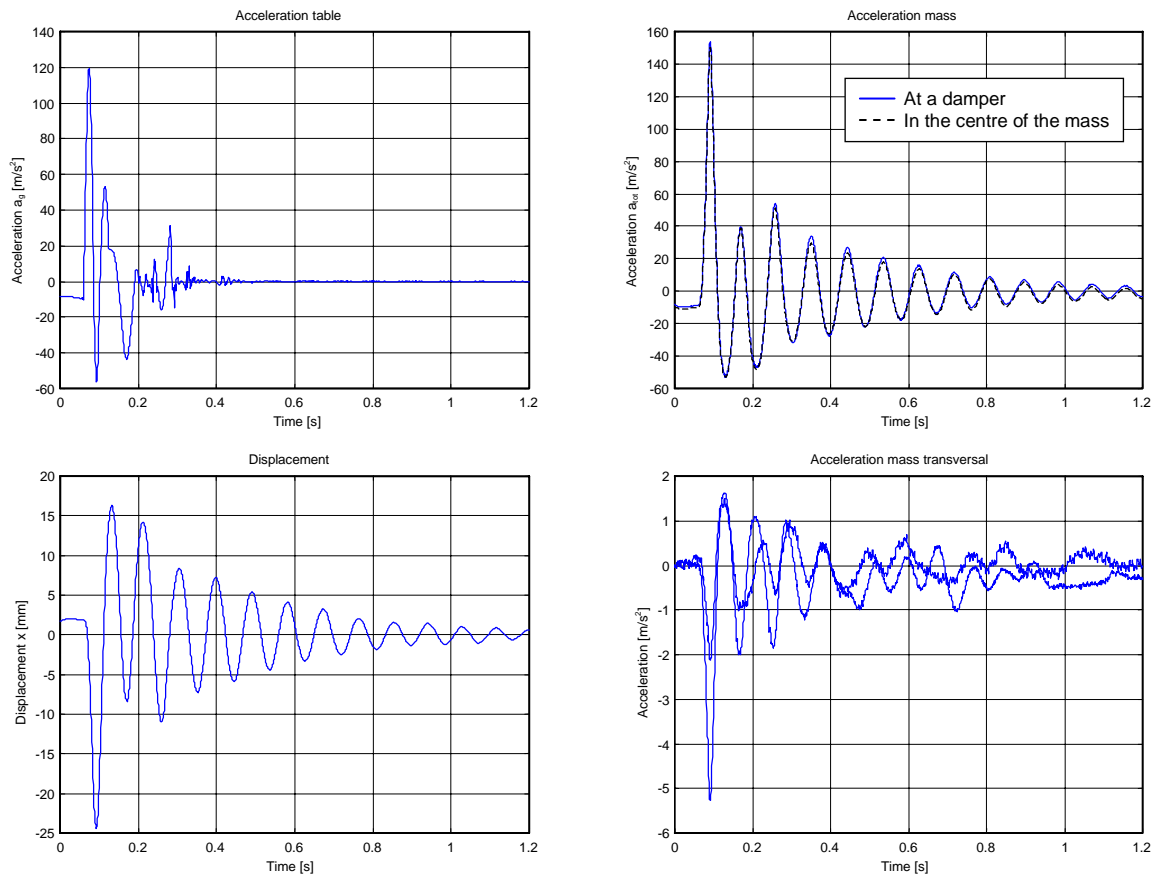 Acceleration table
140
120
100
80
60
40
20
0
-20
-40
-60
Acceleration a_g [m/s²]
0 0.2 0.4 0.6 0.8 1 1.2
Time [s]
Acceleration mass
160
140
120
100
80
60
40
20
0
-20
-40
-60
Acceleration a_tot [m/s²]
At a damper
In the centre of the mass
0 0.2 0.4 0.6 0.8 1 1.2
Time [s]
Displacement
20
15
10
5
0
-5
-10
-15
-20
-25
Displacement x [mm]
0 0.2 0.4 0.6 0.8 1 1.2
Time [s]
Acceleration mass transversal
2
1
0
-1
-2
-3
-4
-5
-6
Acceleration [m/s²]
0 0.2 0.4 0.6 0.8 1 1.2
Time [s]